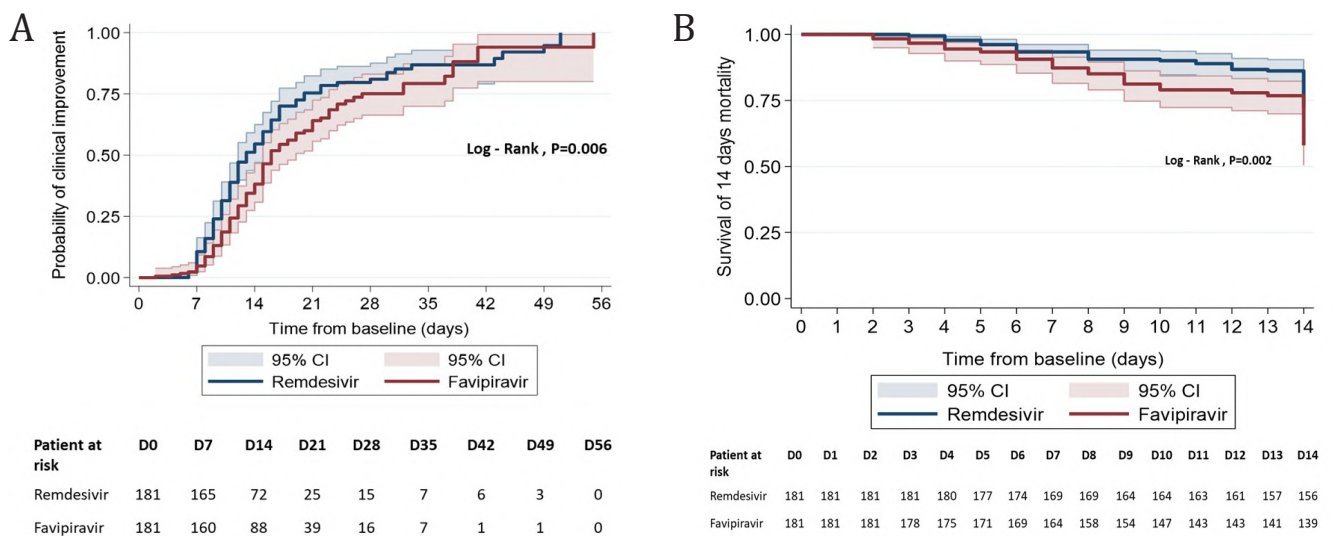 A
Probability of clinical improvement
1.00
0.75
0.50
0.25
0.00
Log - Rank , P=0.006
0 7 14 21 28 35 42 49 56
Time from baseline (days)
95% CI 95% CI
Remdesivir Favipiravir
Patient at risk D0 D7 D14 D21 D28 D35 D42 D49 D56
Remdesivir 181 165 72 25 15 7 6 3 0
Favipiravir 181 160 88 39 16 7 1 1 0
B
Survival of 14 days mortality
1.00
0.75
0.50
0.25
0.00
Log - Rank , P=0.002
0 1 2 3 4 5 6 7 8 9 10 11 12 13 14
Time from baseline (days)
95% CI 95% CI
Remdesivir Favipiravir
Patient at risk D0 D1 D2 D3 D4 D5 D6 D7 D8 D9 D10 D11 D12 D13 D14
Remdesivir 181 181 181 181 180 177 174 169 169 164 164 163 161 157 156
Favipiravir 181 181 181 178 175 171 169 164 158 154 147 143 143 141 139